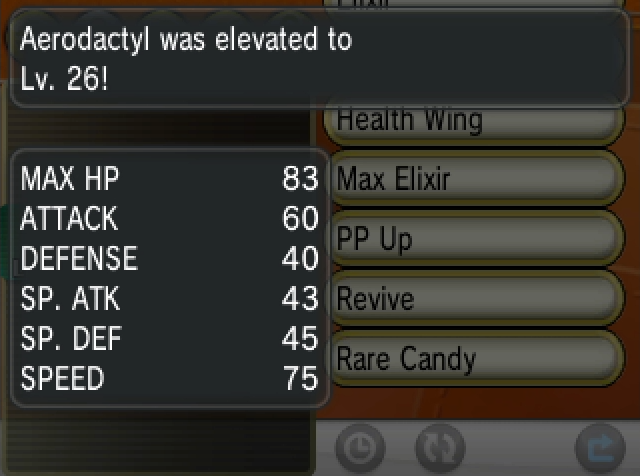 Aerodactyl was elevated to
Lv. 26!
MAX HP 83
ATTACK 60
DEFENSE 40
SP. ATK 43
SP. DEF 45
SPEED 75
Elixir
Health Wing
Max Elixir
PP Up
Revive
Rare Candy